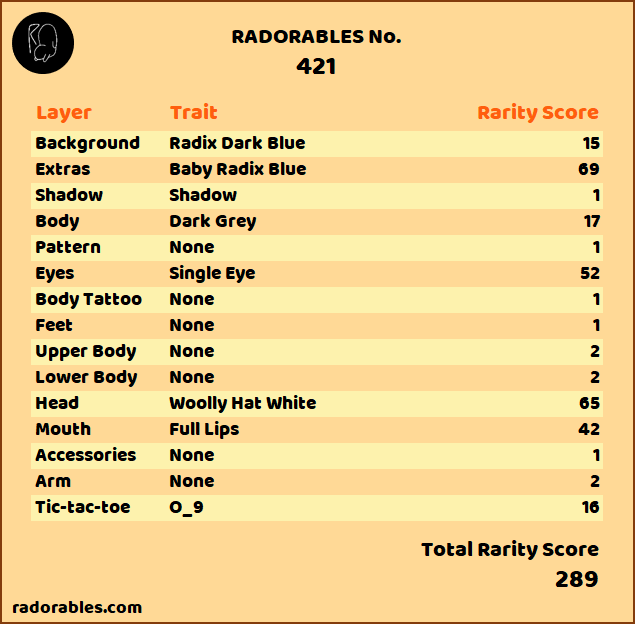 RADORABLES No.
421
Layer Trait Rarity Score
Background Radix Dark Blue 15
Extras Baby Radix Blue 69
Shadow Shadow 1
Body Dark Grey 17
Pattern None 1
Eyes Single Eye 52
Body Tattoo None 1
Feet None 1
Upper Body None 2
Lower Body None 2
Head Woolly Hat White 65
Mouth Full Lips 42
Accessories None 1
Arm None 2
Tic-tac-toe O_9 16
Total Rarity Score
289
radorables.com